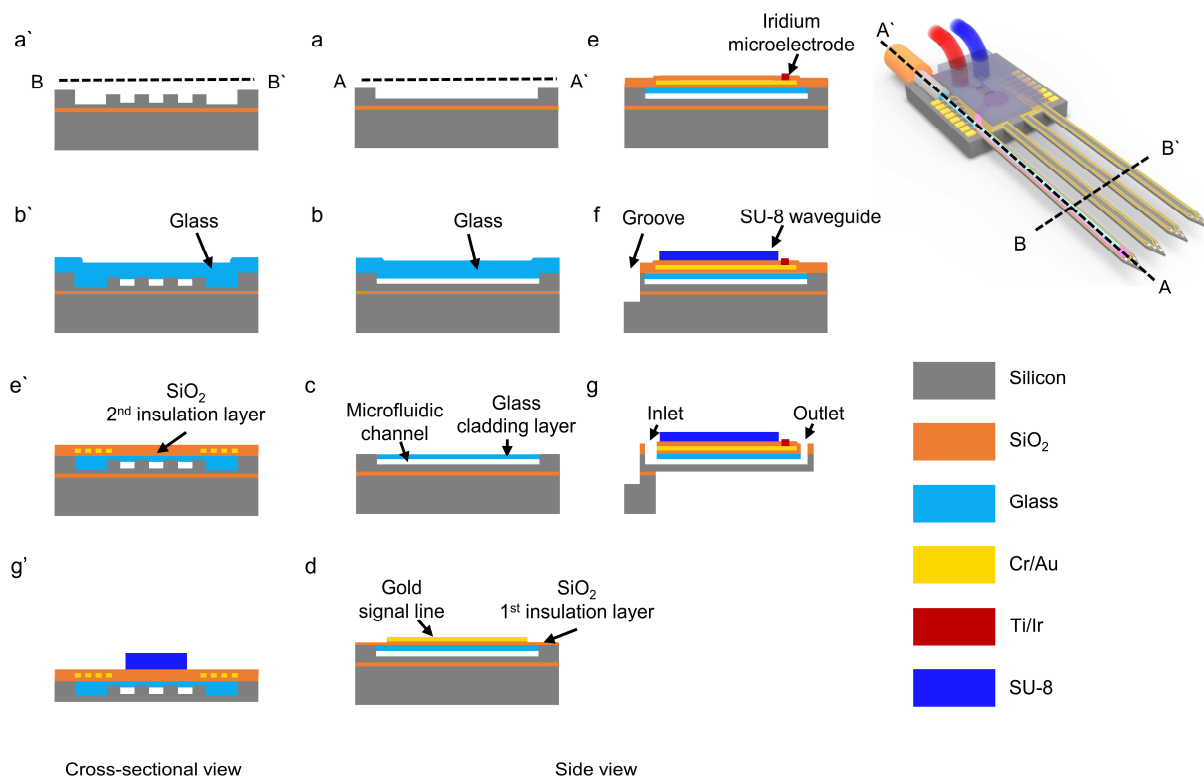 a`
B
B`
a
A
A`
e
Iridium
microelectrode
A`
B`
B
A
b`
Glass
b
Glass
f
Groove
SU-8 waveguide
e`
SiO2
2nd insulation layer
c
Microfluidic
channel
Glass
cladding layer
g
Inlet
Outlet
g’
d
Gold
signal line
SiO2
1st insulation layer
Silicon
SiO2
Glass
Cr/Au
Ti/Ir
SU-8
Cross-sectional view
Side view